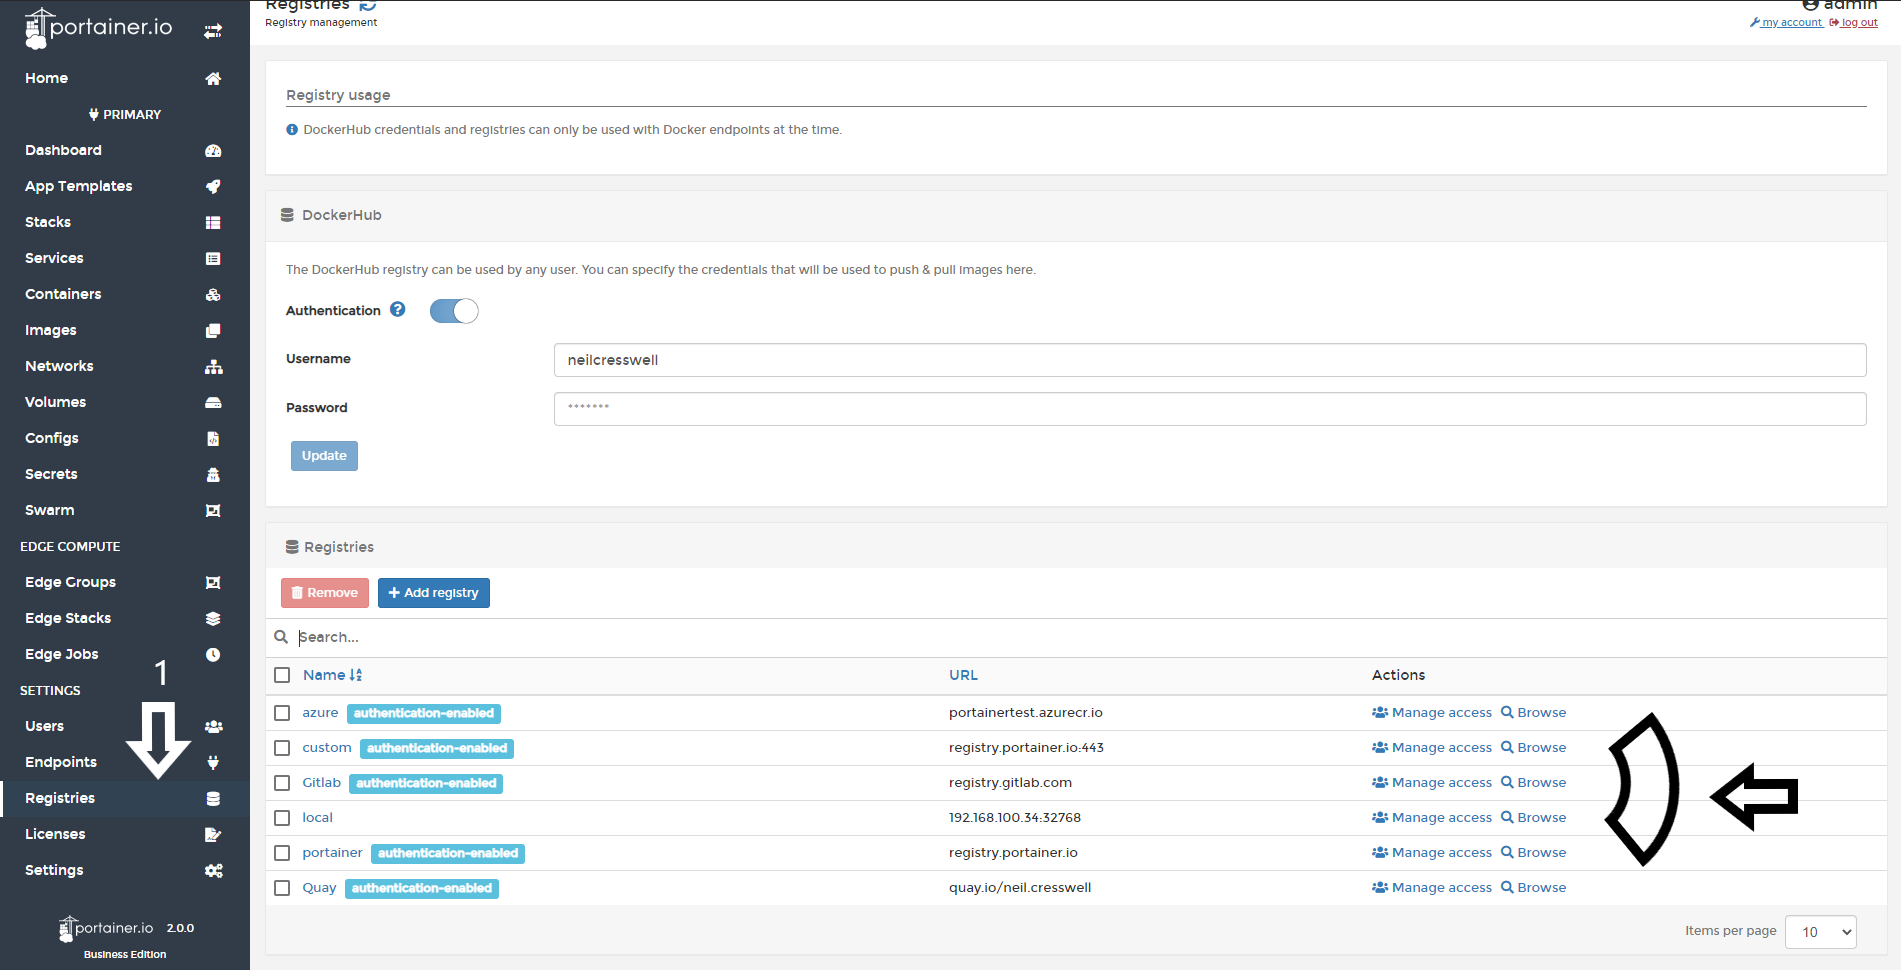 portainer.io
Home
PRIMARY
Dashboard
App Templates
Stacks
Services
Containers
Images
Networks
Volumes
Configs
Secrets
Swarm
EDGE COMPUTE
Edge Groups
Edge Stacks
Edge Jobs
1
SETTINGS
Users
Endpoints
Registries
Licenses
Settings
portainer.io 2.0.0
Business Edition
Registries
Registry management
admin
my account log out
Registry usage
DockerHub credentials and registries can only be used with Docker endpoints at the time.
DockerHub
The DockerHub registry can be used by any user. You can specify the credentials that will be used to push & pull images here.
Authentication
Username neilcresswell
Password *******
Update
Registries
Remove Add registry
Search...
Name URL Actions
azure authentication-enabled portainertest.azurecr.io Manage access Browse
custom authentication-enabled registry.portainer.io:443 Manage access Browse
Gitlab authentication-enabled registry.gitlab.com Manage access Browse
local 192.168.100.34:32768 Manage access Browse
portainer authentication-enabled registry.portainer.io Manage access Browse
Quay authentication-enabled quay.io/neil.cresswell Manage access Browse
Items per page 10